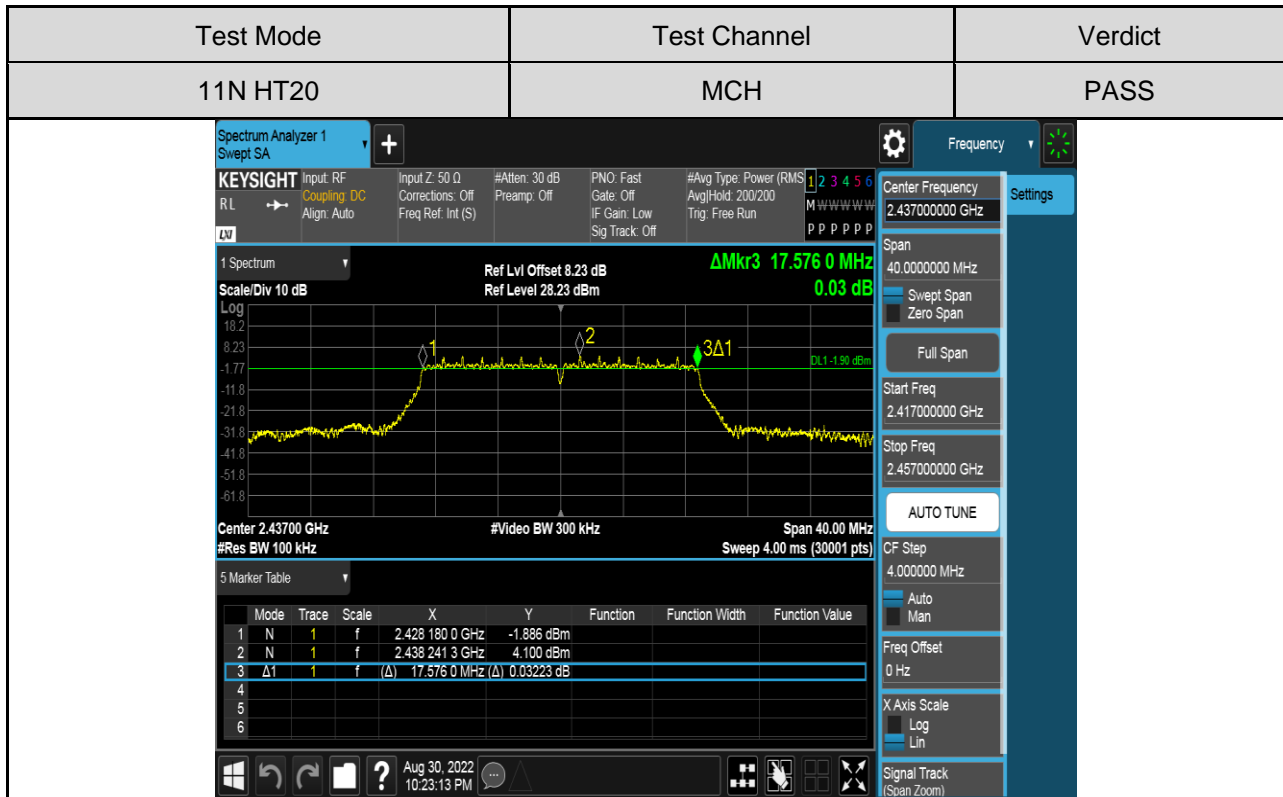 Test Mode Test Channel Verdict
11N HT20 MCH PASS
Spectrum Analyzer 1
Swept SA
+
Frequency
KEYSIGHT Input: RF Input Z: 50 Ω #Atten: 30 dB PNO: Fast #Avg Type: Power (RMS 1 2 3 4 5 6
RL Coupling: DC Corrections: Off Preamp: Off Gate: Off Avg|Hold: 200/200 M W W W W W
Align: Auto Freq Ref: Int (S) IF Gain: Low Trig: Free Run
LXI Sig Track: Off P P P P P P
Center Frequency
2.437000000 GHz
Settings
1 Spectrum
Ref Lvl Offset 8.23 dB
ΔMkr3 17.576 0 MHz
Scale/Div 10 dB
Ref Level 28.23 dBm
0.03 dB
Span
40.0000000 MHz
Swept Span
Zero Span
Log
18.2
8.23
-1.77
-11.8
-21.8
-31.8
-41.8
-51.8
-61.8
1
2
3Δ1
DL1 -1.90 dBm
Full Span
Start Freq
2.417000000 GHz
Stop Freq
2.457000000 GHz
AUTO TUNE
Center 2.43700 GHz #Video BW 300 kHz Span 40.00 MHz
#Res BW 100 kHz Sweep 4.00 ms (30001 pts)
CF Step
4.000000 MHz
Auto
Man
5 Marker Table
Mode Trace Scale X Y Function Function Width Function Value
1 N 1 f 2.428 180 0 GHz -1.886 dBm
2 N 1 f 2.438 241 3 GHz 4.100 dBm
3 Δ1 1 f (Δ) 17.576 0 MHz (Δ) 0.03223 dB
4
5
6
Freq Offset
0 Hz
X Axis Scale
Log
Lin
Signal Track
(Span Zoom)
? Aug 30, 2022
10:23:13 PM